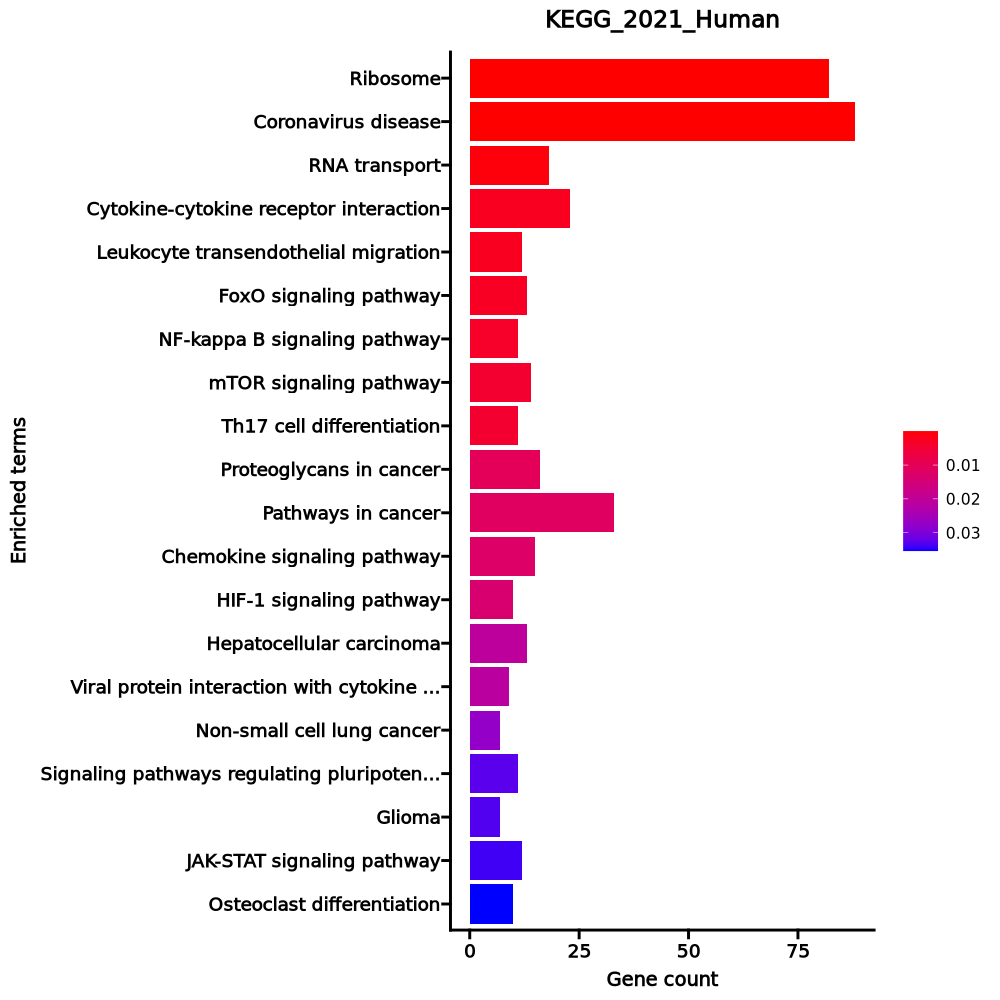 KEGG_2021_Human
Ribosome
Coronavirus disease
RNA transport
Cytokine-cytokine receptor interaction
Leukocyte transendothelial migration
FoxO signaling pathway
NF-kappa B signaling pathway
mTOR signaling pathway
Th17 cell differentiation
Proteoglycans in cancer
Pathways in cancer
Chemokine signaling pathway
HIF-1 signaling pathway
Hepatocellular carcinoma
Viral protein interaction with cytokine ...
Non-small cell lung cancer
Signaling pathways regulating pluripoten...
Glioma
JAK-STAT signaling pathway
Osteoclast differentiation
Enriched terms
0 25 50 75
Gene count
0.01
0.02
0.03